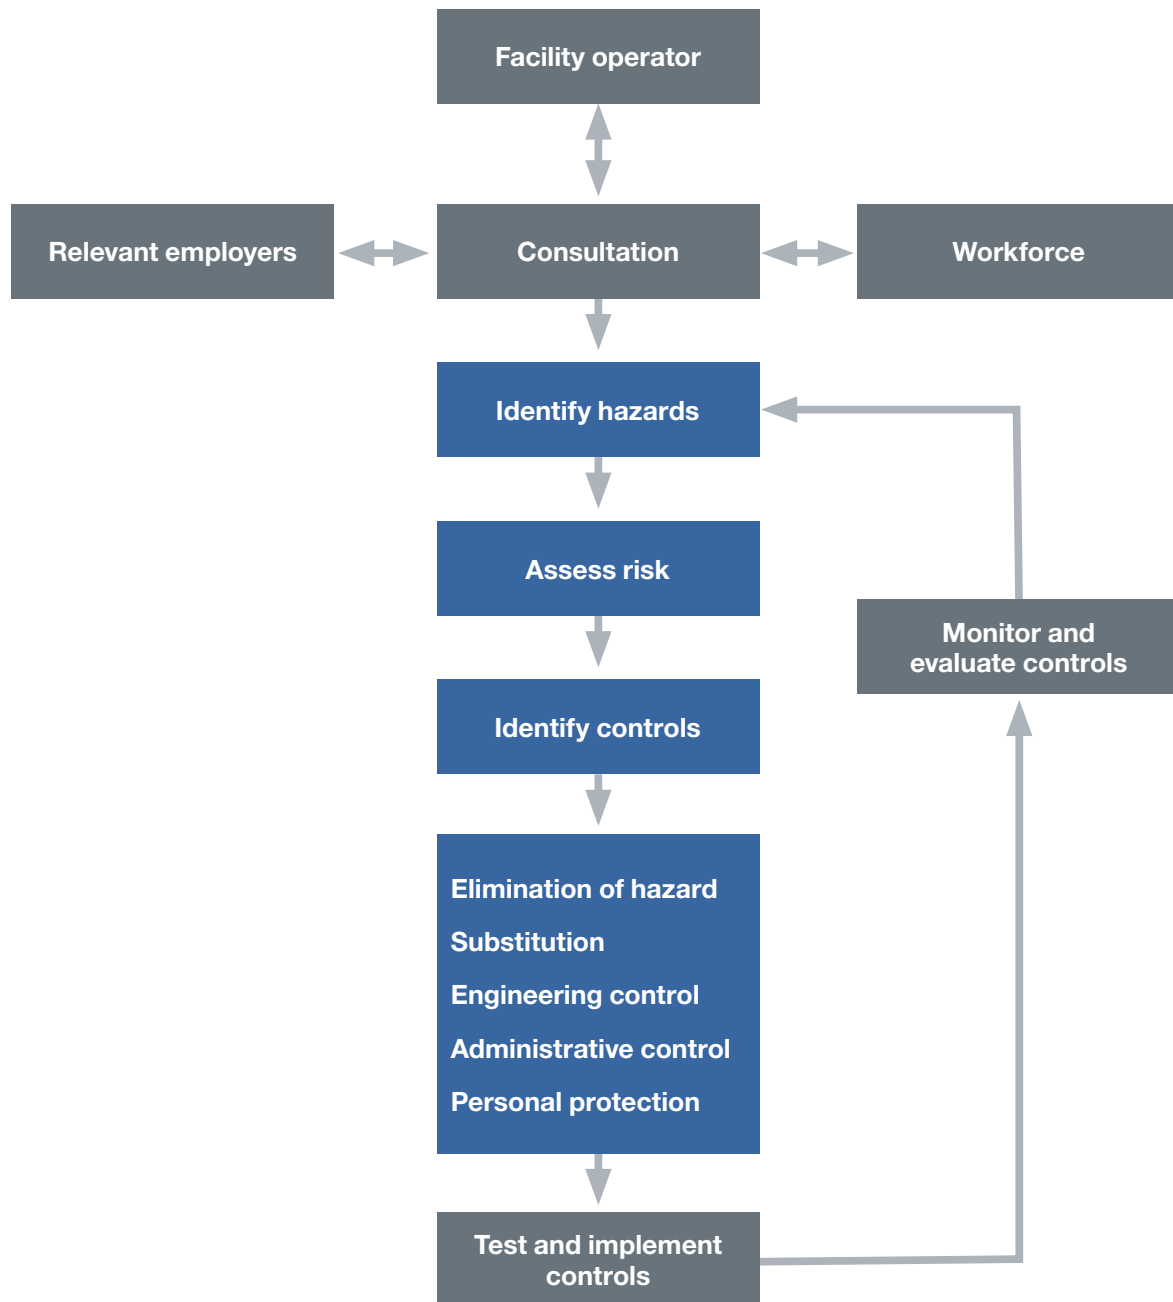 Facility operator
Relevant employers
Consultation
Workforce
Identify hazards
Assess risk
Monitor and
evaluate controls
Identify controls
Elimination of hazard
Substitution
Engineering control
Administrative control
Personal protection
Test and implement
controls